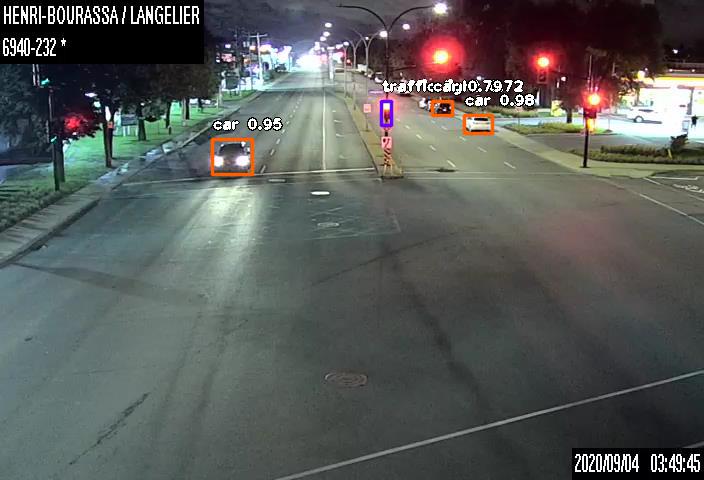 HENRI-BOURASSA / LANGELIER
6940-232 *
car 0.98
car 0.95
2020/09/04 03:49:45